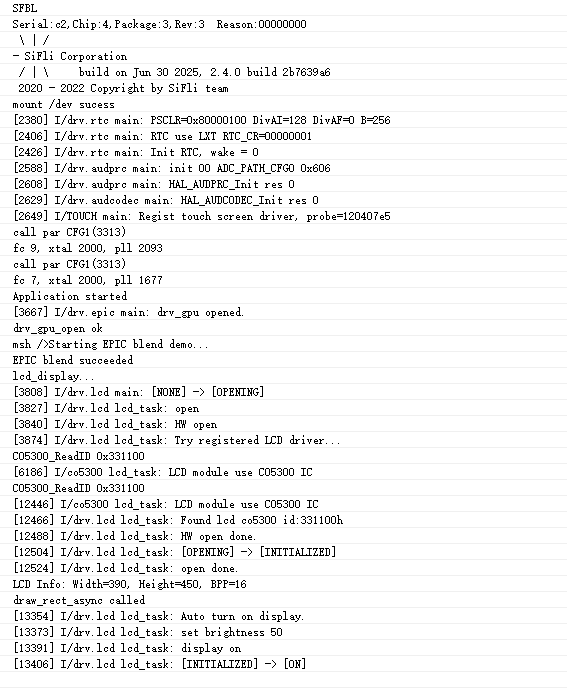 SFBL
Serial:c2,Chip:4,Package:3,Rev:3  Reason:00000000
 \ | /
- SiFli Corporation
 / | \     build on Jun 30 2025, 2.4.0 build 2b7639a6
 2020 - 2022 Copyright by SiFli team
mount /dev sucess
[2380] I/drv.rtc main: PSCLR=0x80000100 DivAI=128 DivAF=0 B=256
[2406] I/drv.rtc main: RTC use LXT RTC_CR=00000001
[2426] I/drv.rtc main: Init RTC, wake = 0
[2588] I/drv.audprc main: init 00 ADC_PATH_CFG0 0x606
[2608] I/drv.audprc main: HAL_AUDPRC_Init res 0
[2629] I/drv.audcodec main: HAL_AUDCODEC_Init res 0
[2649] I/TOUCH main: Regist touch screen driver, probe=120407e5
call par CFG1(3313)
fc 9, xtal 2000, pll 2093
call par CFG1(3313)
fc 7, xtal 2000, pll 1677
Application started
[3667] I/drv.epic main: drv_gpu opened.
drv_gpu_open ok
msh />Starting EPIC blend demo...
EPIC blend succeeded
lcd_display...
[3808] I/drv.lcd main: [NONE] -> [OPENING]
[3827] I/drv.lcd lcd_task: open
[3840] I/drv.lcd lcd_task: HW open
[3874] I/drv.lcd lcd_task: Try registered LCD driver...
CO5300_ReadID 0x331100
[6186] I/co5300 lcd_task: LCD module use CO5300 IC
CO5300_ReadID 0x331100
[12446] I/co5300 lcd_task: LCD module use CO5300 IC
[12466] I/drv.lcd lcd_task: Found lcd co5300 id:331100h
[12488] I/drv.lcd lcd_task: HW open done.
[12504] I/drv.lcd lcd_task: [OPENING] -> [INITIALIZED]
[12524] I/drv.lcd lcd_task: open done.
LCD Info: Width=390, Height=450, BPP=16
draw_rect_async called
[13354] I/drv.lcd lcd_task: Auto turn on display.
[13373] I/drv.lcd lcd_task: set brightness 50
[13391] I/drv.lcd lcd_task: display on
[13406] I/drv.lcd lcd_task: [INITIALIZED] -> [ON]